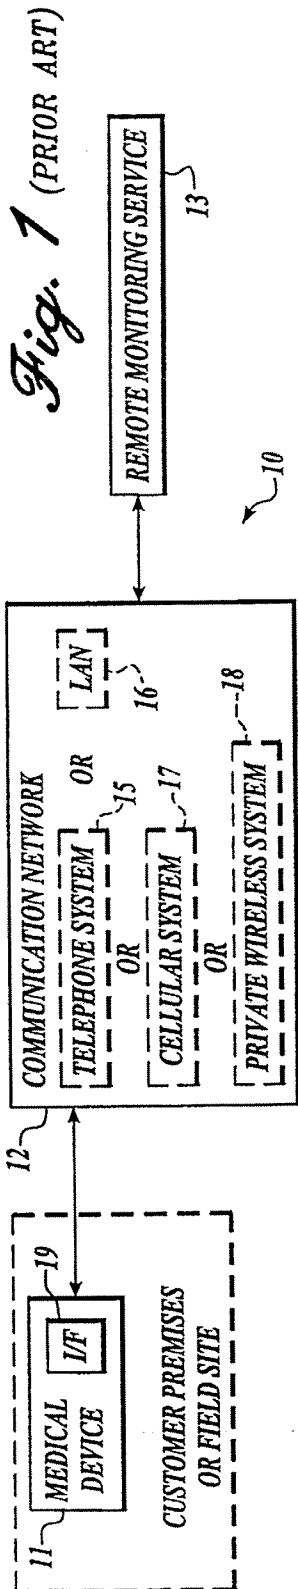 Fig. 1 (PRIOR ART)
12
COMMUNICATION NETWORK
TELEPHONE SYSTEM
15
OR
LAN
16
OR
CELLULAR SYSTEM
17
OR
PRIVATE WIRELESS SYSTEM
18
REMOTE MONITORING SERVICE
13
10
11
MEDICAL
DEVICE
I/F
19
CUSTOMER PREMISES
OR FIELD SITE